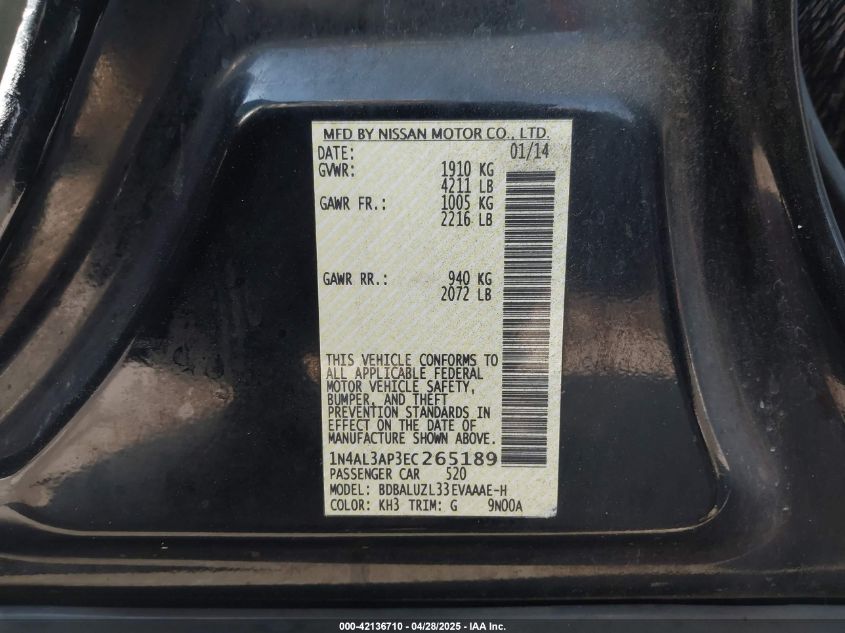 MFD BY NISSAN MOTOR CO., LTD.
DATE: 01/14
GVWR: 1910 KG
4211 LB
GAWR FR.: 1005 KG
2216 LB
GAWR RR.: 940 KG
2072 LB
THIS VEHICLE CONFORMS TO
ALL APPLICABLE FEDERAL
MOTOR VEHICLE SAFETY,
BUMPER, AND THEFT
PREVENTION STANDARDS IN
EFFECT ON THE DATE OF
MANUFACTURE SHOWN ABOVE.
1N4AL3AP3EC265189
PASSENGER CAR 520
MODEL: BDBALUZL33EVAAAE-H
COLOR: KH3 TRIM: G 9N00A
000-42136710 | 04/28/2025 - IAA Inc.